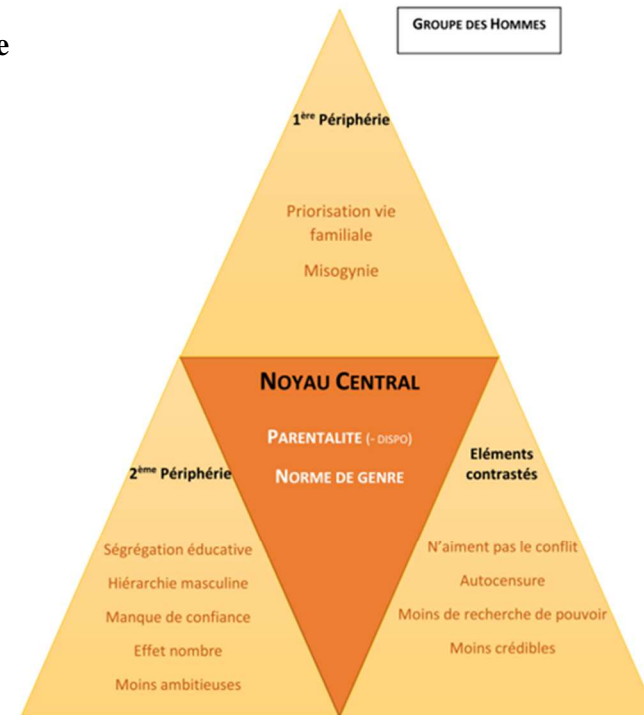 e
GROUPE DES HOMMES
1ère Périphérie
Priorisation vie
familiale
Misogynie
NOYAU CENTRAL
PARENTALITE (- DISPO)
NORME DE GENRE
2ème Périphérie
Ségrégation éducative
Hiérarchie masculine
Manque de confiance
Effet nombre
Moins ambitieuses
Eléments
contrastés
N'aiment pas le conflit
Autocensure
Moins de recherche de pouvoir
Moins crédibles